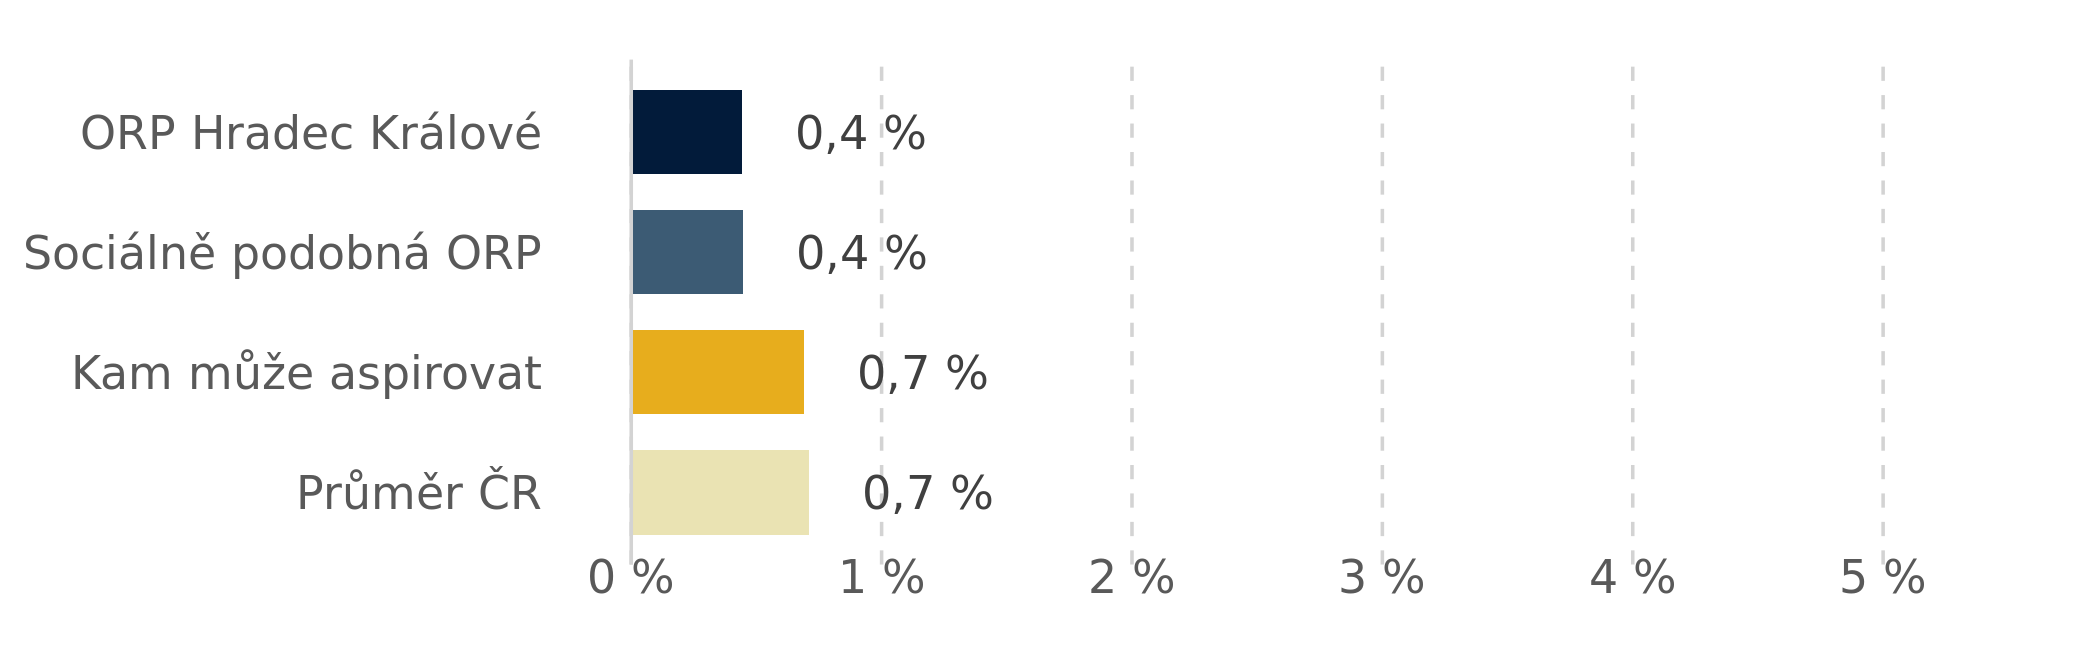 ORP Hradec Králové 0,4 %
Sociálně podobná ORP 0,4 %
Kam může aspirovat 0,7 %
Průměr ČR 0,7 %
0 % 1 % 2 % 3 % 4 % 5 %